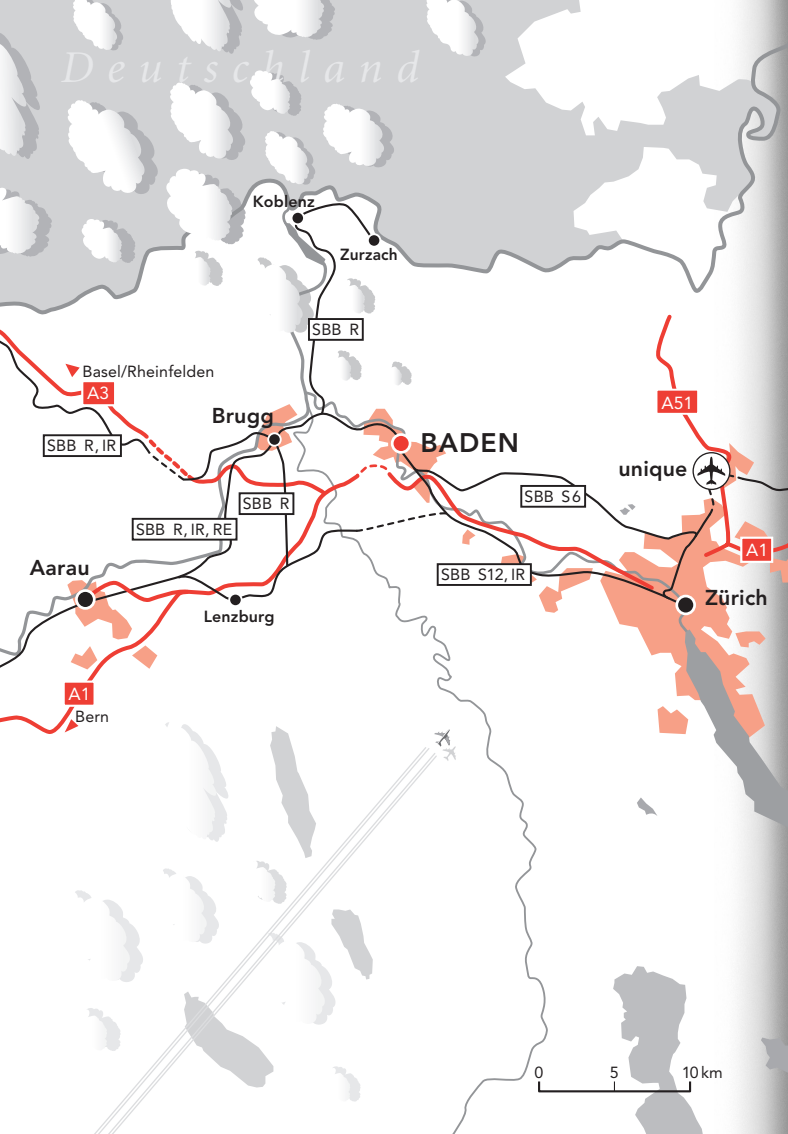 Deutschland
Koblenz
Zurzach
SBB R
Basel/Rheinfelden
A3
A51
Brugg
SBB R, IR
BADEN
unique
SBB R
SBB S6
SBB R, IR, RE
A1
Aarau
SBB S12, IR
Zürich
Lenzburg
A1
Bern
0 5 10 km